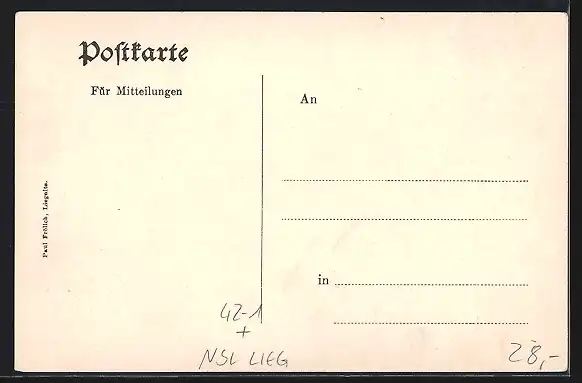 Poſtkarte
Für Mitteilungen
An
in
Paul Frölich, Liegnitz.
42-1
+
NSL LIEG
28,-